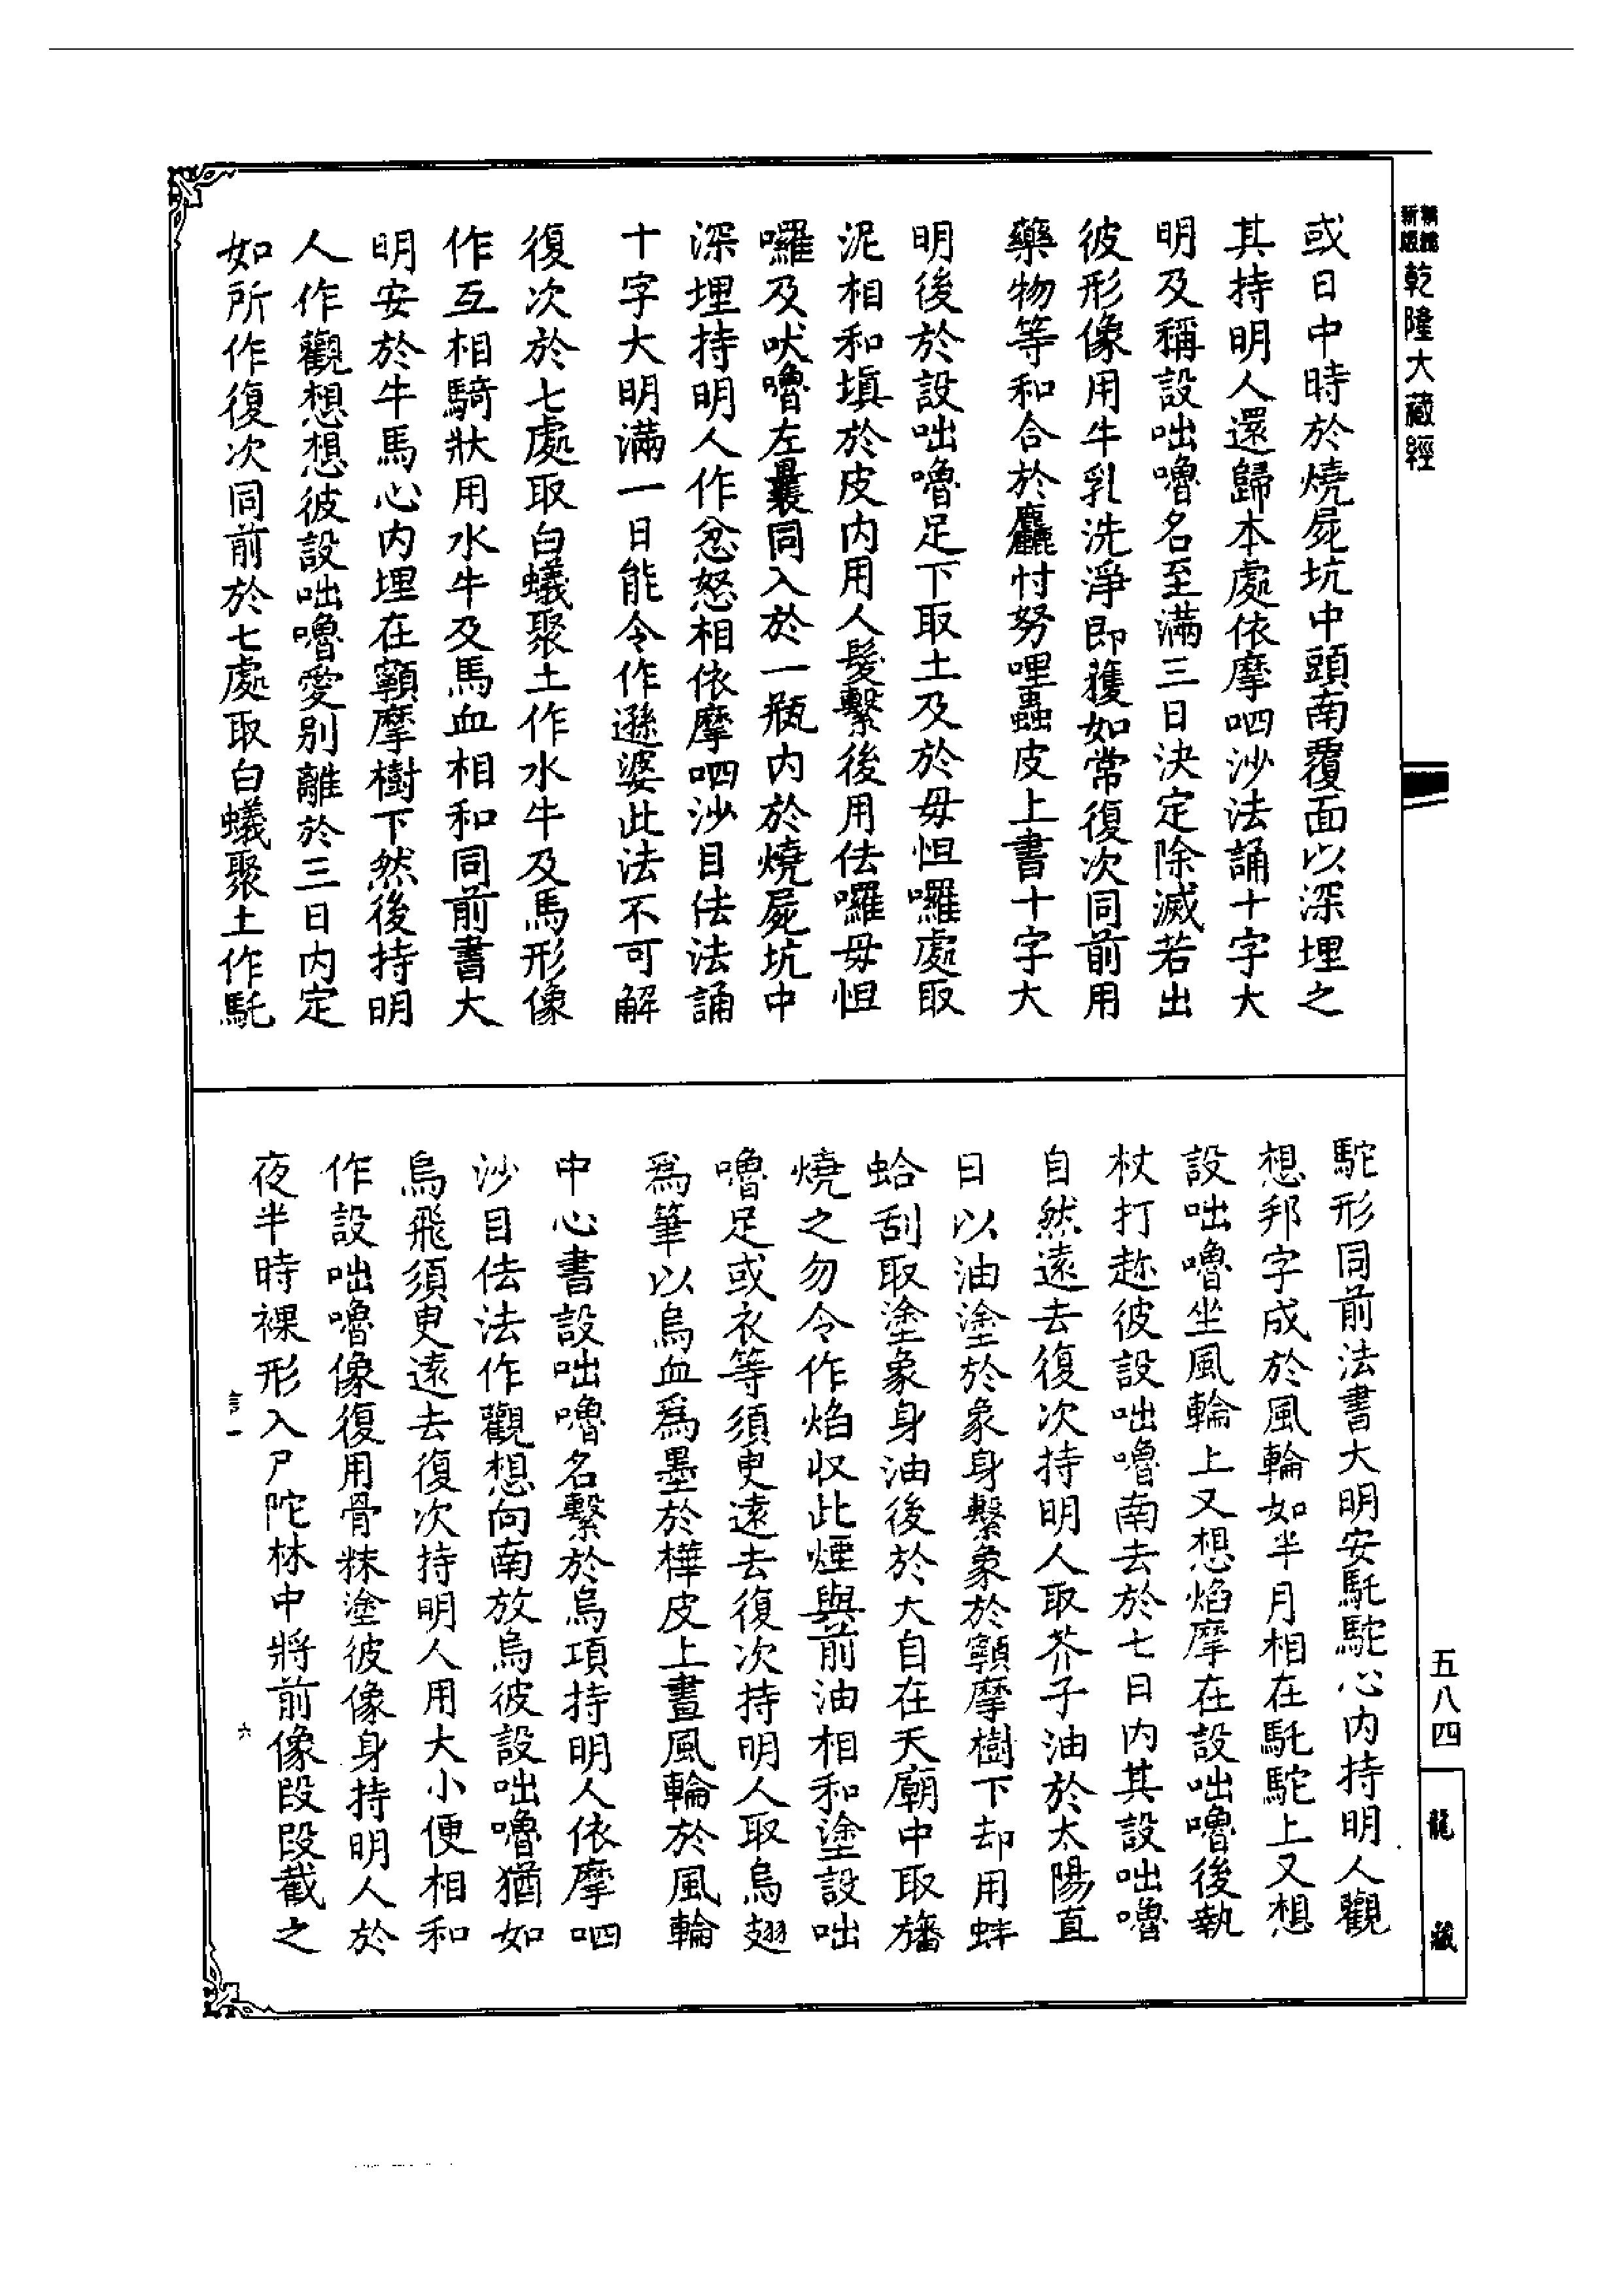 乾隆大藏經
或日中時於燒屍坑中頭南覆面以深埋之
其持明人還歸本處依摩呬沙法誦十字大
明及稱設咄嚕名至滿三日決定除滅若出
彼形像用牛乳洗淨即獲如常復次同前用
藥物等和合於麤忖努哩蟲皮上書十字大
明後於設咄嚕足下取土及於毋怛囉處取
泥相和塡於皮內用人髮繫後用佉囉毋怛
囉及吠嚕左曩同入於一瓶內於燒屍坑中
深埋持明人作忿怒相依摩呬沙目佉法誦
十字大明滿一日能令作遜婆此法不可解
復次於七處取白蟻聚土作水牛及馬形像
作互相騎狀用水牛及馬血相和同前書大
明安於牛馬心內埋在顙摩樹下然後持明
人作觀想想彼設咄嚕愛別離於三日內定
如所作復次同前於七處取白蟻聚土作馲
駝形同前法書大明安馲駝心內持明人觀
想邦字成於風輪如半月相在馲駝上又想
設咄嚕坐風輪上又想焰摩在設咄嚕後執
杖打趂彼設咄嚕南去於七日內其設咄嚕
自然遠去復次持明人取芥子油於太陽直
日以油塗於象身繫象於顙摩樹下却用蚌
蛤刮取塗象身油後於大自在天廟中取旛
燒之勿令作焰収此煙與前油相和塗設咄
嚕足或衣等須更遠去復次持明人取烏翅
爲筆以烏血爲墨於樺皮上畫風輪於風輪
中心書設咄嚕名繫於烏項持明人依摩呬
沙目佉法作觀想向南放烏彼設咄嚕猶如
烏飛須更遠去復次持明人用大小便相和
作設咄嚕像復用骨粖塗彼像身持明人於
夜半時裸形入尸陀林中將前像段段截之
五八四
龍藏
六